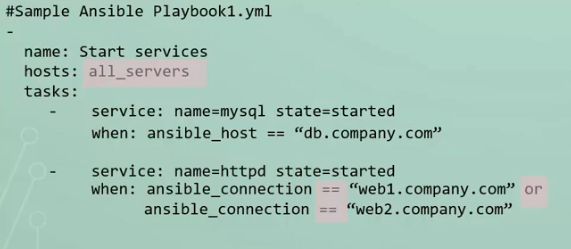 #Sample Ansible Playbook1.yml
-
name: Start services
hosts: all_servers
tasks:
- service: name=mysql state=started
when: ansible_host == “db.company.com”
- service: name=httpd state=started
when: ansible_connection == “web1.company.com” or
ansible_connection == “web2.company.com”